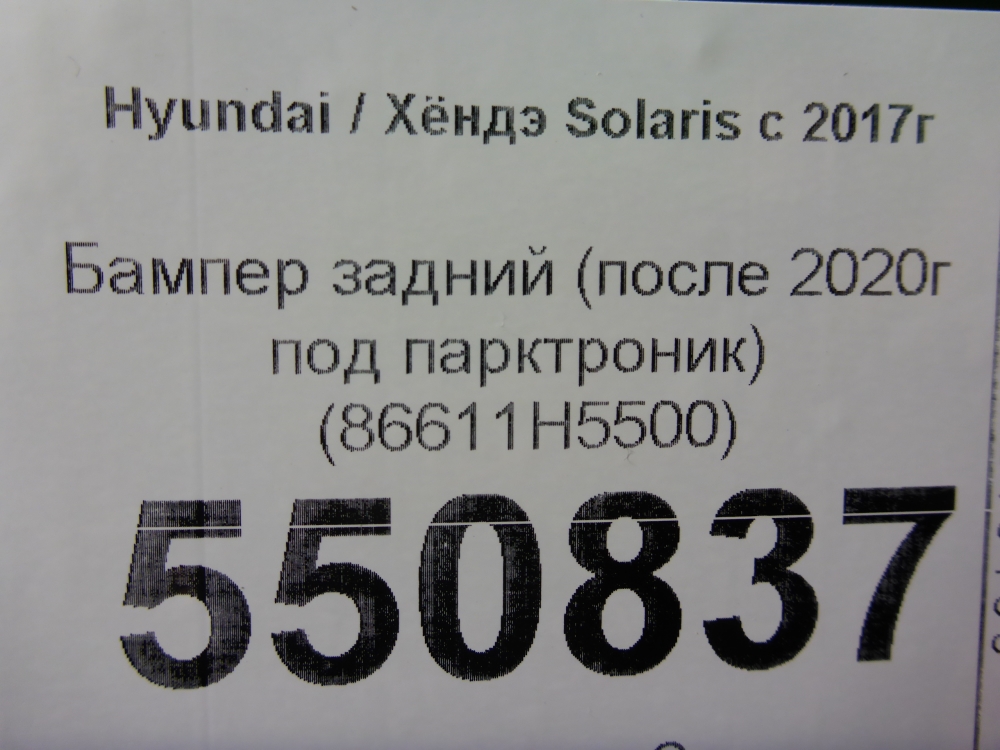 Hyundai / Хёндэ Solaris с 2017г
Бампер задний (после 2020г
под парктроник)
(86611H5500)
550837